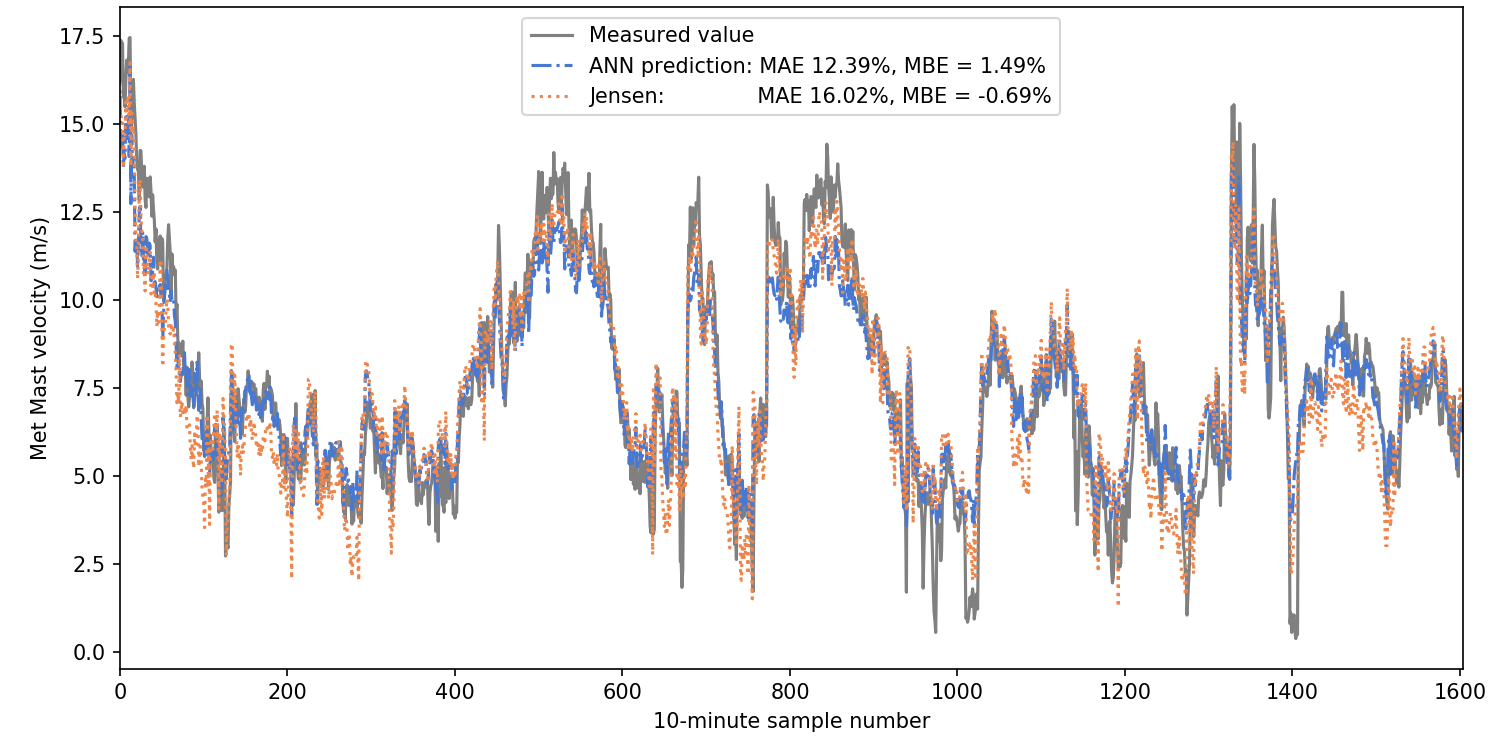 Measured value
ANN prediction: MAE 12.39%, MBE = 1.49%
Jensen: MAE 16.02%, MBE = -0.69%
Met Mast velocity (m/s)
17.5
15.0
12.5
10.0
7.5
5.0
2.5
0.0
0 200 400 600 800 1000 1200 1400 1600
10-minute sample number